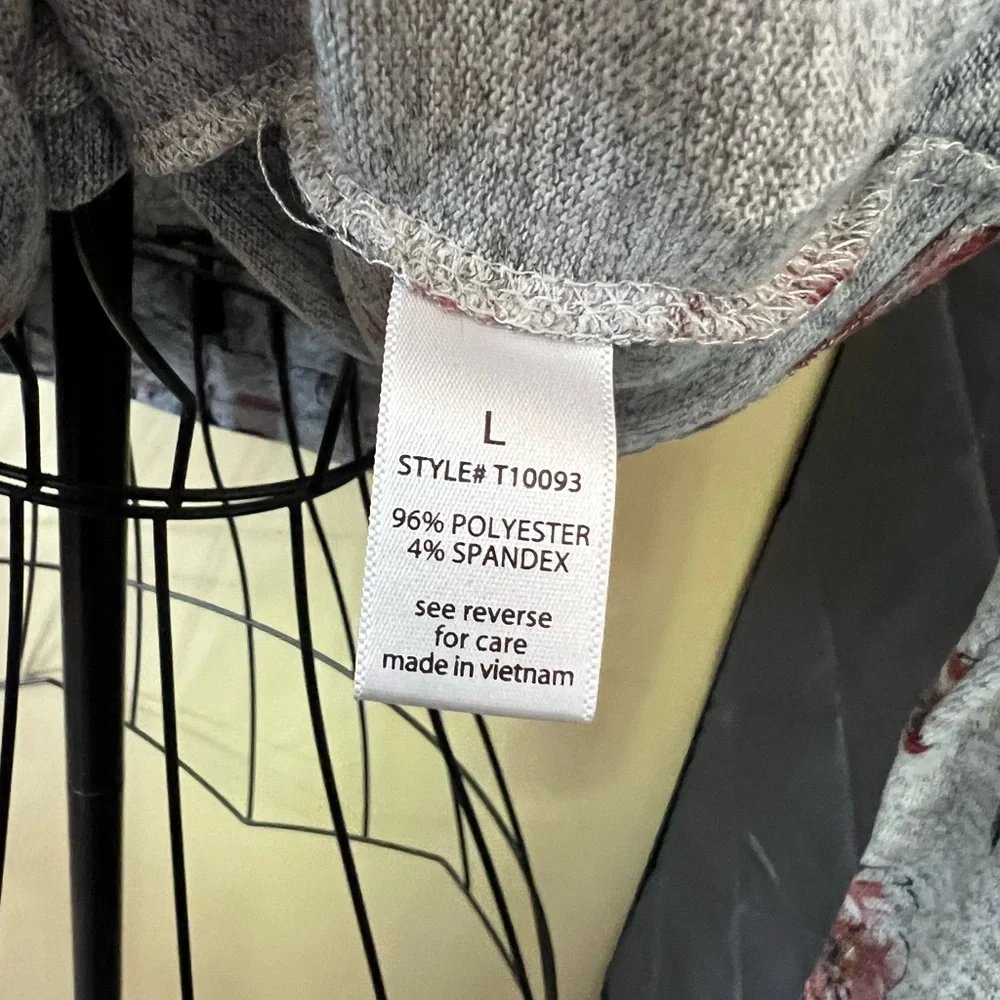 L
STYLE# T10093
96% POLYESTER
4% SPANDEX
see reverse
for care
made in vietnam